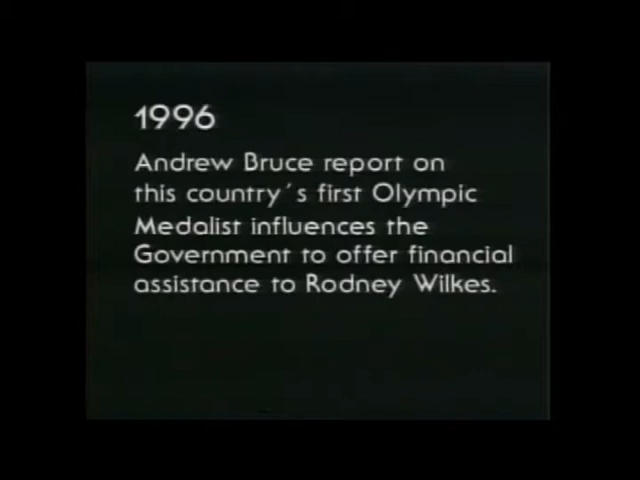 1996
Andrew Bruce report on
this country's first Olympic
Medalist influences the
Government to offer financial
assistance to Rodney Wilkes.